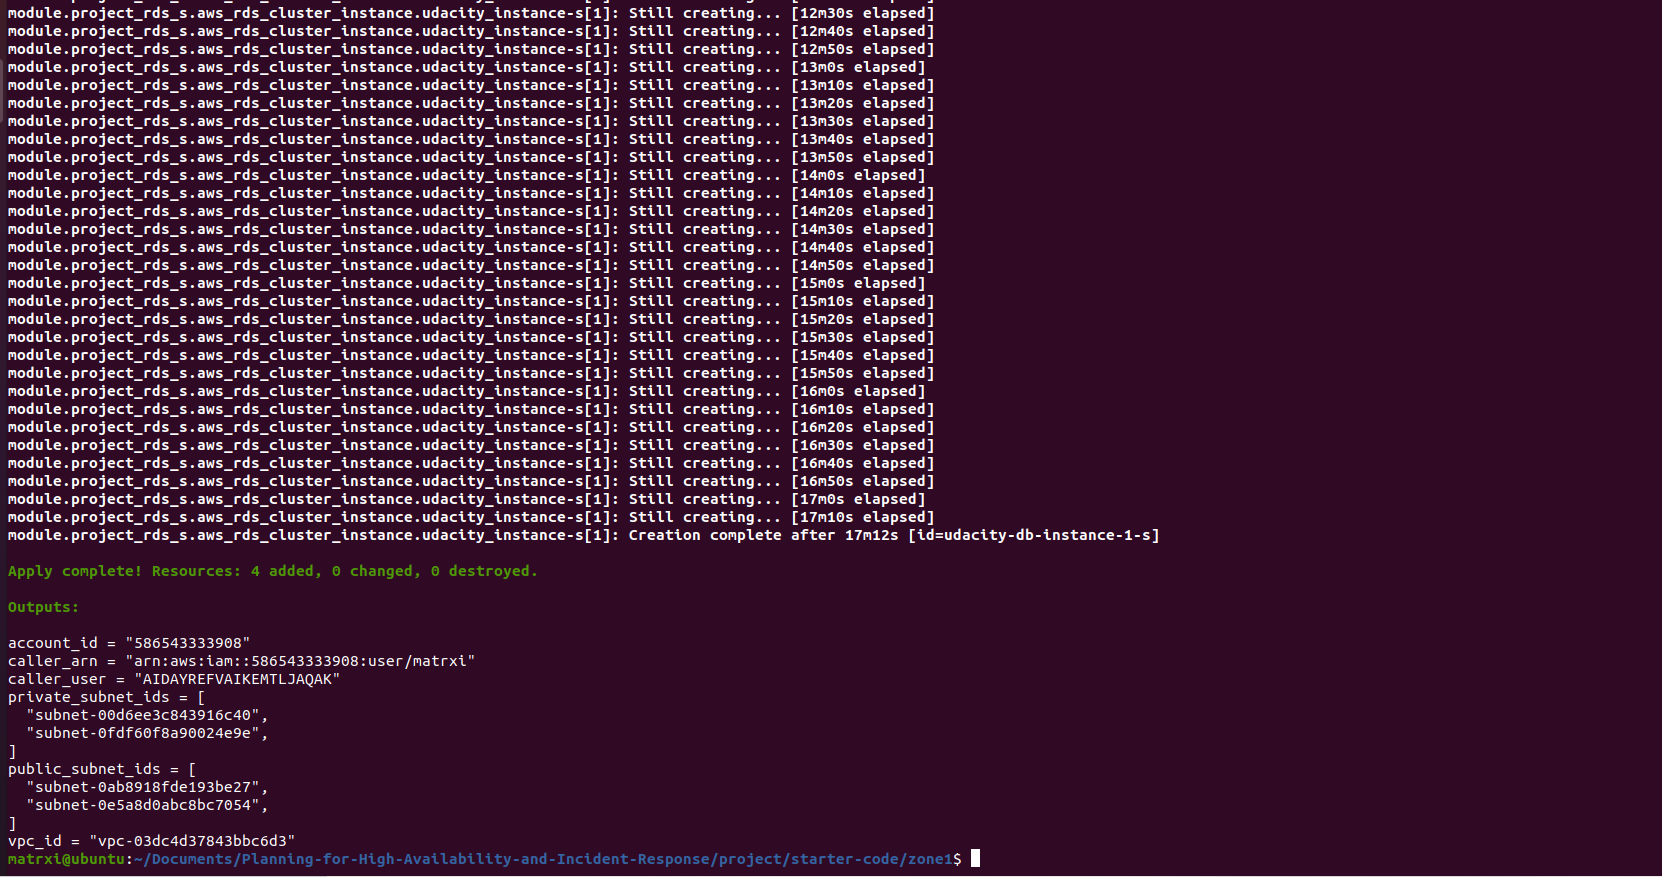 module.project_rds_s.aws_rds_cluster_instance.udacity_instance-s[1]: Still creating... [12m30s elapsed]
module.project_rds_s.aws_rds_cluster_instance.udacity_instance-s[1]: Still creating... [12m40s elapsed]
module.project_rds_s.aws_rds_cluster_instance.udacity_instance-s[1]: Still creating... [12m50s elapsed]
module.project_rds_s.aws_rds_cluster_instance.udacity_instance-s[1]: Still creating... [13m0s elapsed]
module.project_rds_s.aws_rds_cluster_instance.udacity_instance-s[1]: Still creating... [13m10s elapsed]
module.project_rds_s.aws_rds_cluster_instance.udacity_instance-s[1]: Still creating... [13m20s elapsed]
module.project_rds_s.aws_rds_cluster_instance.udacity_instance-s[1]: Still creating... [13m30s elapsed]
module.project_rds_s.aws_rds_cluster_instance.udacity_instance-s[1]: Still creating... [13m40s elapsed]
module.project_rds_s.aws_rds_cluster_instance.udacity_instance-s[1]: Still creating... [13m50s elapsed]
module.project_rds_s.aws_rds_cluster_instance.udacity_instance-s[1]: Still creating... [14m0s elapsed]
module.project_rds_s.aws_rds_cluster_instance.udacity_instance-s[1]: Still creating... [14m10s elapsed]
module.project_rds_s.aws_rds_cluster_instance.udacity_instance-s[1]: Still creating... [14m20s elapsed]
module.project_rds_s.aws_rds_cluster_instance.udacity_instance-s[1]: Still creating... [14m30s elapsed]
module.project_rds_s.aws_rds_cluster_instance.udacity_instance-s[1]: Still creating... [14m40s elapsed]
module.project_rds_s.aws_rds_cluster_instance.udacity_instance-s[1]: Still creating... [14m50s elapsed]
module.project_rds_s.aws_rds_cluster_instance.udacity_instance-s[1]: Still creating... [15m0s elapsed]
module.project_rds_s.aws_rds_cluster_instance.udacity_instance-s[1]: Still creating... [15m10s elapsed]
module.project_rds_s.aws_rds_cluster_instance.udacity_instance-s[1]: Still creating... [15m20s elapsed]
module.project_rds_s.aws_rds_cluster_instance.udacity_instance-s[1]: Still creating... [15m30s elapsed]
module.project_rds_s.aws_rds_cluster_instance.udacity_instance-s[1]: Still creating... [15m40s elapsed]
module.project_rds_s.aws_rds_cluster_instance.udacity_instance-s[1]: Still creating... [15m50s elapsed]
module.project_rds_s.aws_rds_cluster_instance.udacity_instance-s[1]: Still creating... [16m0s elapsed]
module.project_rds_s.aws_rds_cluster_instance.udacity_instance-s[1]: Still creating... [16m10s elapsed]
module.project_rds_s.aws_rds_cluster_instance.udacity_instance-s[1]: Still creating... [16m20s elapsed]
module.project_rds_s.aws_rds_cluster_instance.udacity_instance-s[1]: Still creating... [16m30s elapsed]
module.project_rds_s.aws_rds_cluster_instance.udacity_instance-s[1]: Still creating... [16m40s elapsed]
module.project_rds_s.aws_rds_cluster_instance.udacity_instance-s[1]: Still creating... [16m50s elapsed]
module.project_rds_s.aws_rds_cluster_instance.udacity_instance-s[1]: Still creating... [17m0s elapsed]
module.project_rds_s.aws_rds_cluster_instance.udacity_instance-s[1]: Still creating... [17m10s elapsed]
module.project_rds_s.aws_rds_cluster_instance.udacity_instance-s[1]: Creation complete after 17m12s [id=udacity-db-instance-1-s]
Apply complete! Resources: 4 added, 0 changed, 0 destroyed.
Outputs:
account_id = "586543333908"
caller_arn = "arn:aws:iam::586543333908:user/matrxi"
caller_user = "AIDAYREFVAIKEMTLJAQAK"
private_subnet_ids = [
  "subnet-00d6ee3c843916c40",
  "subnet-0fdf60f8a90024e9e",
]
public_subnet_ids = [
  "subnet-0ab8918fde193be27",
  "subnet-0e5a8d0abc8bc7054",
]
vpc_id = "vpc-03dc4d37843bbc6d3"
matrxi@ubuntu:~/Documents/Planning-for-High-Availability-and-Incident-Response/project/starter-code/zone1$